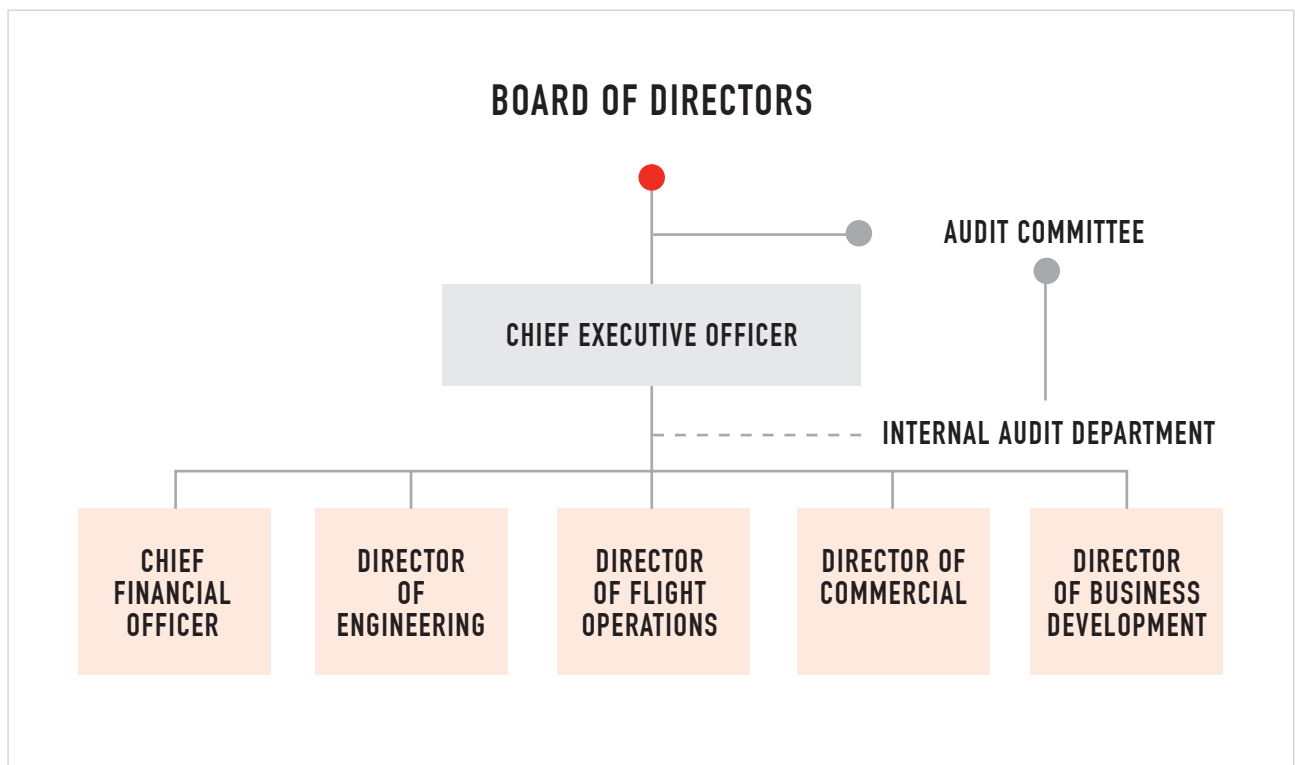 BOARD OF DIRECTORS
AUDIT COMMITTEE
CHIEF EXECUTIVE OFFICER
INTERNAL AUDIT DEPARTMENT
CHIEF
FINANCIAL
OFFICER
DIRECTOR
OF
ENGINEERING
DIRECTOR
OF FLIGHT
OPERATIONS
DIRECTOR OF
COMMERCIAL
DIRECTOR
OF BUSINESS
DEVELOPMENT